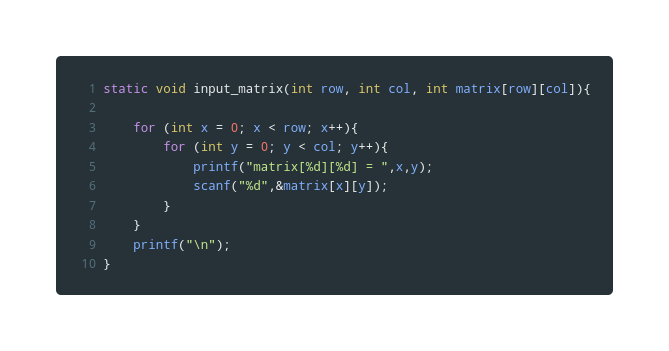 1 static void input_matrix(int row, int col, int matrix[row][col]){
2
3     for (int x = 0; x < row; x++){
4         for (int y = 0; y < col; y++){
5             printf("matrix[%d][%d] = ",x,y);
6             scanf("%d",&matrix[x][y]);
7         }
8     }
9     printf("\n");
10 }